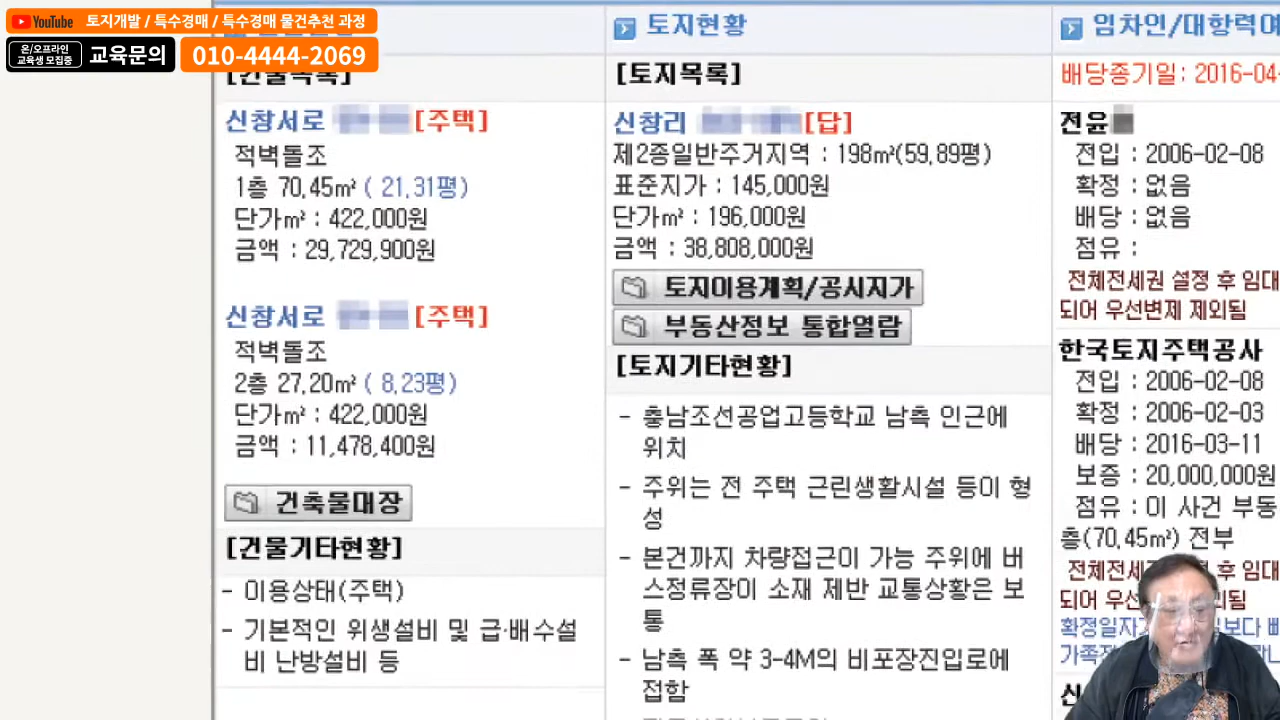 YouTube 토지개발 / 특수경매 / 특수경매 물건추천 과정
온/오프라인
교육생 모집중
교육문의 010-4444-2069
[건물목록]
신창서로 [주택]
적벽돌조
1층 70.45㎡ ( 21.31평)
단가㎡ : 422,000원
금액 : 29,729,900원
신창서로 [주택]
적벽돌조
2층 27.20㎡ ( 8.23평)
단가㎡ : 422,000원
금액 : 11,478,400원
건축물대장
[건물기타현황]
- 이용상태(주택)
- 기본적인 위생설비 및 급·배수설
비 난방설비 등
토지현황
[토지목록]
신창리 [답]
제2종일반주거지역 : 198㎡(59.89평)
표준지가 : 145,000원
단가㎡ : 196,000원
금액 : 38,808,000원
토지이용계획/공시지가
부동산정보 통합열람
[토지기타현황]
- 충남조선공업고등학교 남측 인근에
위치
- 주위는 전 주택 근린생활시설 등이 형
성
- 본건까지 차량접근이 가능 주위에 버
스정류장이 소재 제반 교통상황은 보
통
- 남측 폭 약 3-4M의 비포장진입로에
접함
임차인/대항력여
배당종기일: 2016-04-
전윤
전입 : 2006-02-08
확정 : 없음
배당 : 없음
점유 :
전체전세권 설정 후 임대
되어 우선변제 제외됨
한국토지주택공사
전입 : 2006-02-08
확정 : 2006-02-03
배당 : 2016-03-11
보증 : 20,000,000원
점유 : 이 사건 부동
층(70.45㎡) 전부
전체전세 후 임대
되어 우선 외됨
확정일자 보다 빠